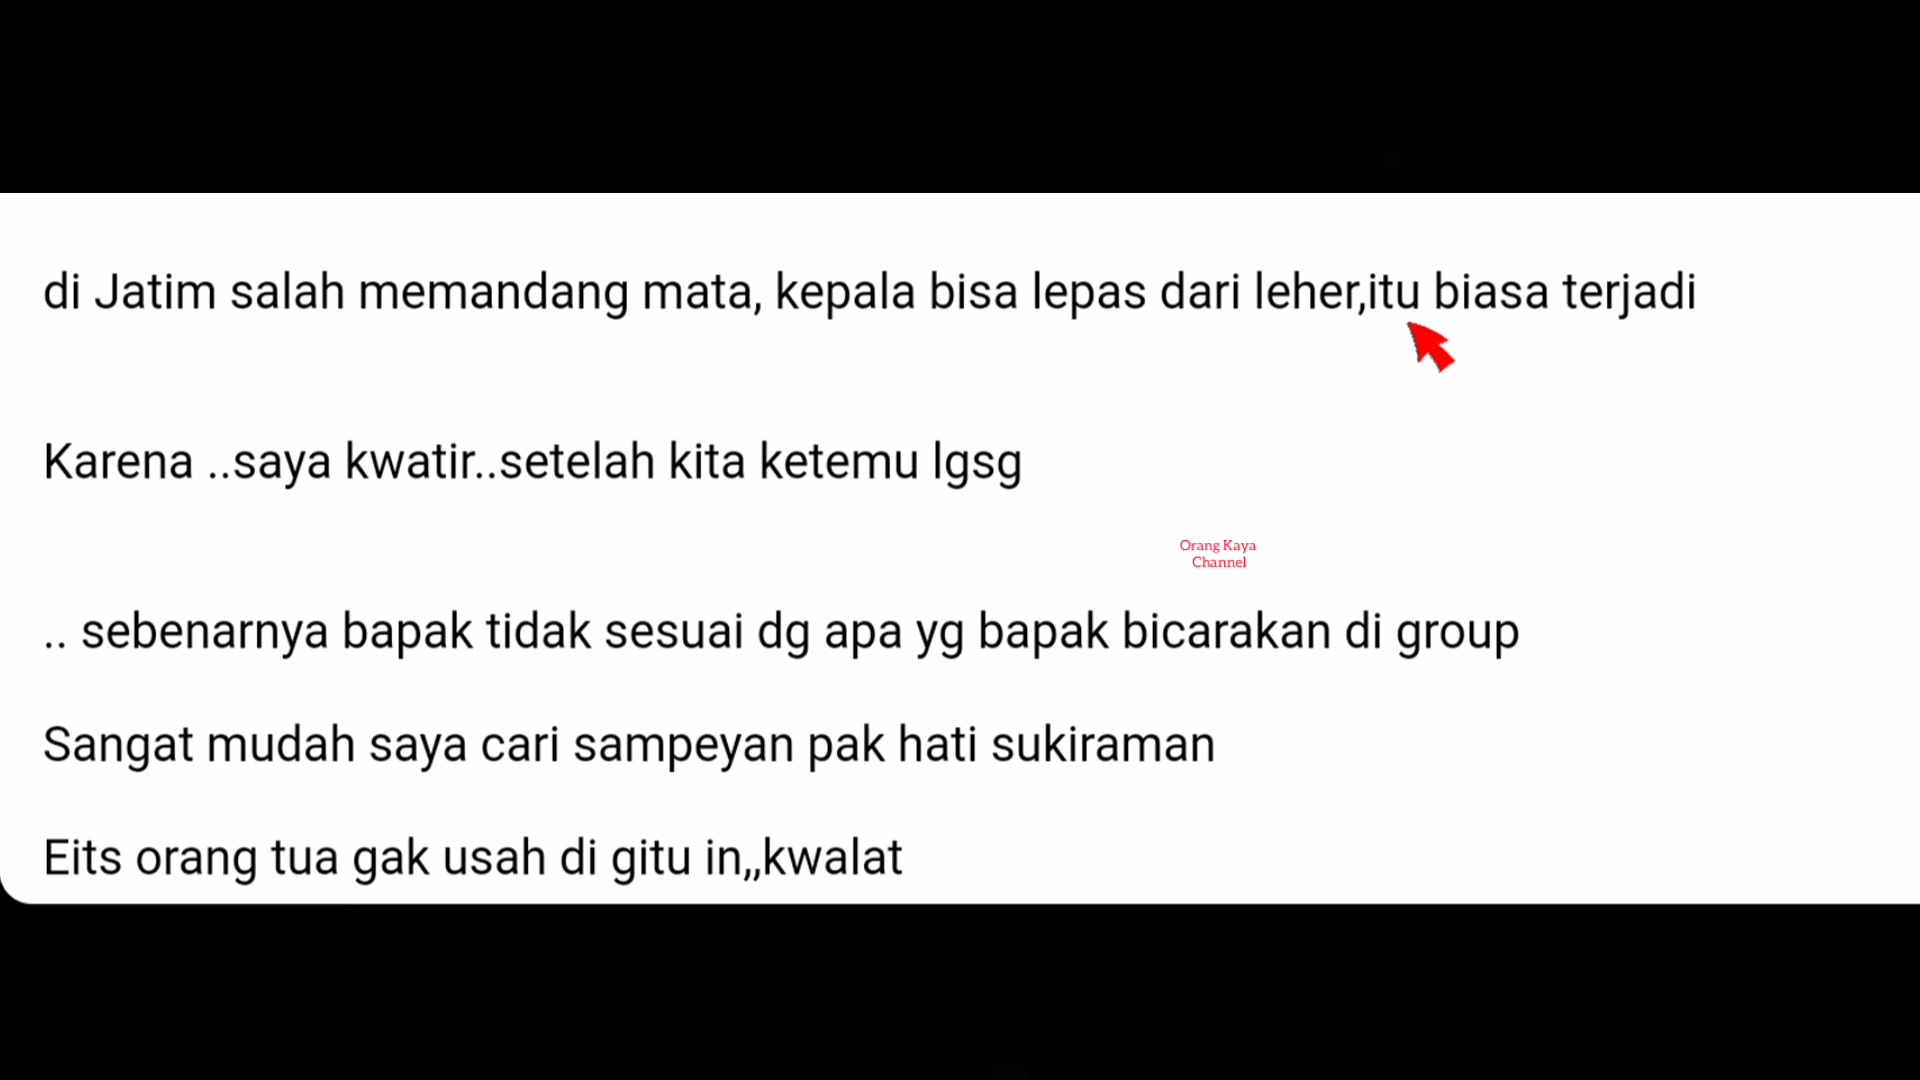 di Jatim salah memandang mata, kepala bisa lepas dari leher,itu biasa terjadi
Karena ..saya kwatir..setelah kita ketemu lgsg
Orang Kaya
Channel
.. sebenarnya bapak tidak sesuai dg apa yg bapak bicarakan di group
Sangat mudah saya cari sampeyan pak hati sukiraman
Eits orang tua gak usah di gitu in,,kwalat